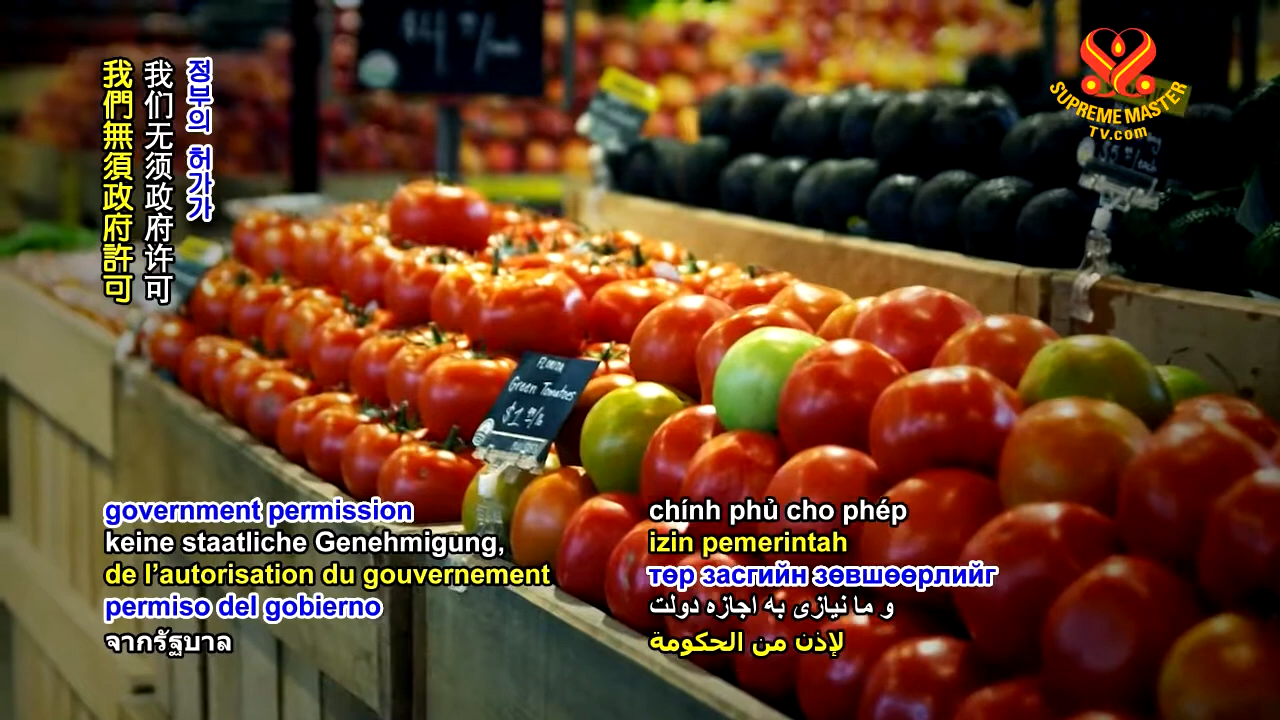 我們無須政府許可
我们无须政府许可
정부의 허가가
SUPREME MASTER
TV.com
FLORIDA
Green Tomatoes
government permission
keine staatliche Genehmigung,
de l’autorisation du gouvernement
permiso del gobierno
จากรัฐบาล
chính phủ cho phép
izin pemerintah
төр засгийн зөвшөөрлийг
و ما نیازی به اجازه دولت
لإذن من الحكومة